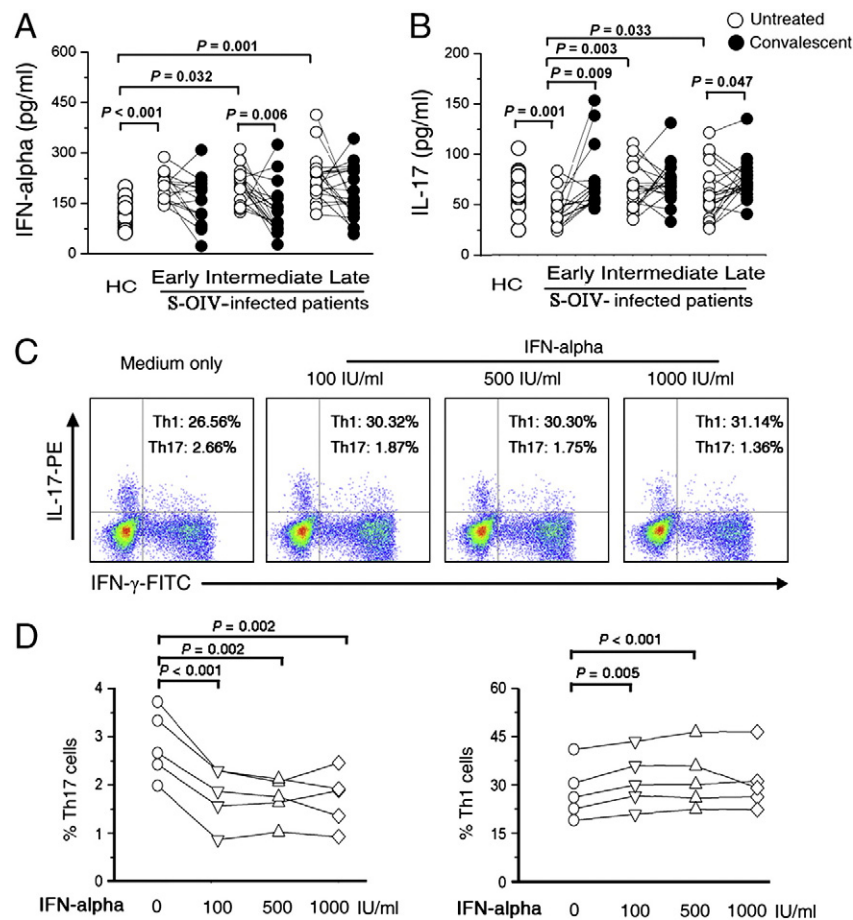 A
IFN-alpha (pg/ml)
600
450
300
150
0
P = 0.001
P = 0.032
P < 0.001
P = 0.006
HC
Early Intermediate Late
S-OIV-infected patients
B
Untreated
Convalescent
IL-17 (pg/ml)
200
150
100
50
0
P = 0.033
P = 0.003
P = 0.009
P = 0.001
P = 0.047
HC
Early Intermediate Late
S-OIV- infected patients
C
IFN-alpha
Medium only
100 IU/ml
500 IU/ml
1000 IU/ml
Th1: 26.56%
Th17: 2.66%
Th1: 30.32%
Th17: 1.87%
Th1: 30.30%
Th17: 1.75%
Th1: 31.14%
Th17: 1.36%
IL-17-PE
IFN-γ-FITC
D
P = 0.002
P = 0.002
P < 0.001
% Th17 cells
4
3
2
1
0
IFN-alpha
0 100 500 1000 IU/ml
P < 0.001
P = 0.005
% Th1 cells
60
45
30
15
0
IFN-alpha
0 100 500 1000 IU/ml